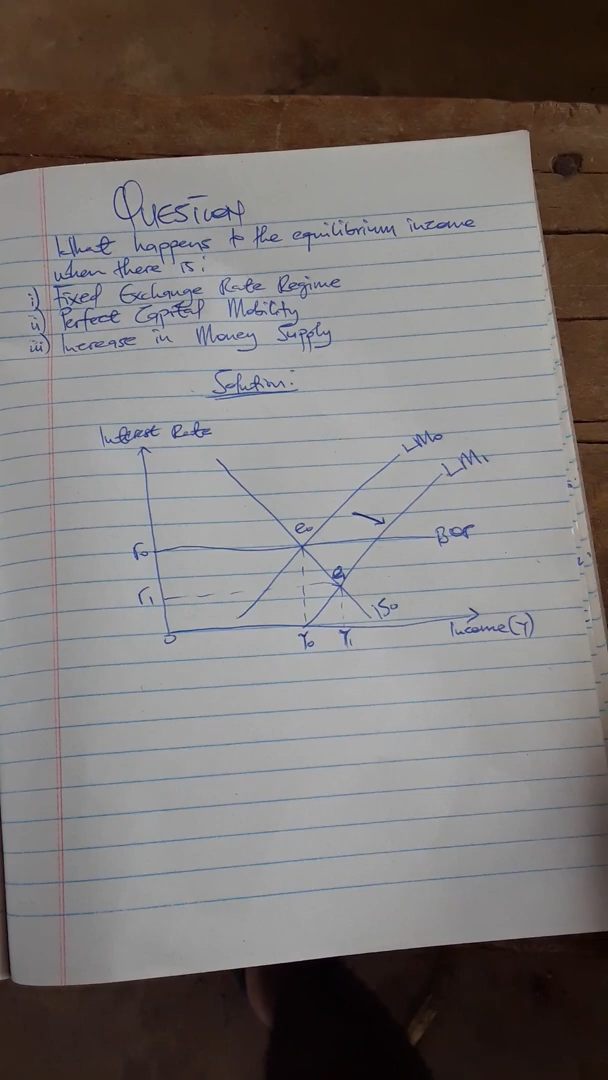 QUESTION
What happens to the equilibrium income
when there is:
i) Fixed Exchange Rate Regime
ii) Perfect Capital Mobility
iii) Increase in Money Supply
Solution:
Interest Rate
LM₀
LM₁
e₀
BOP
r₀
e₁
r₁
IS₀
Income (Y)
0
Y₀
Y₁